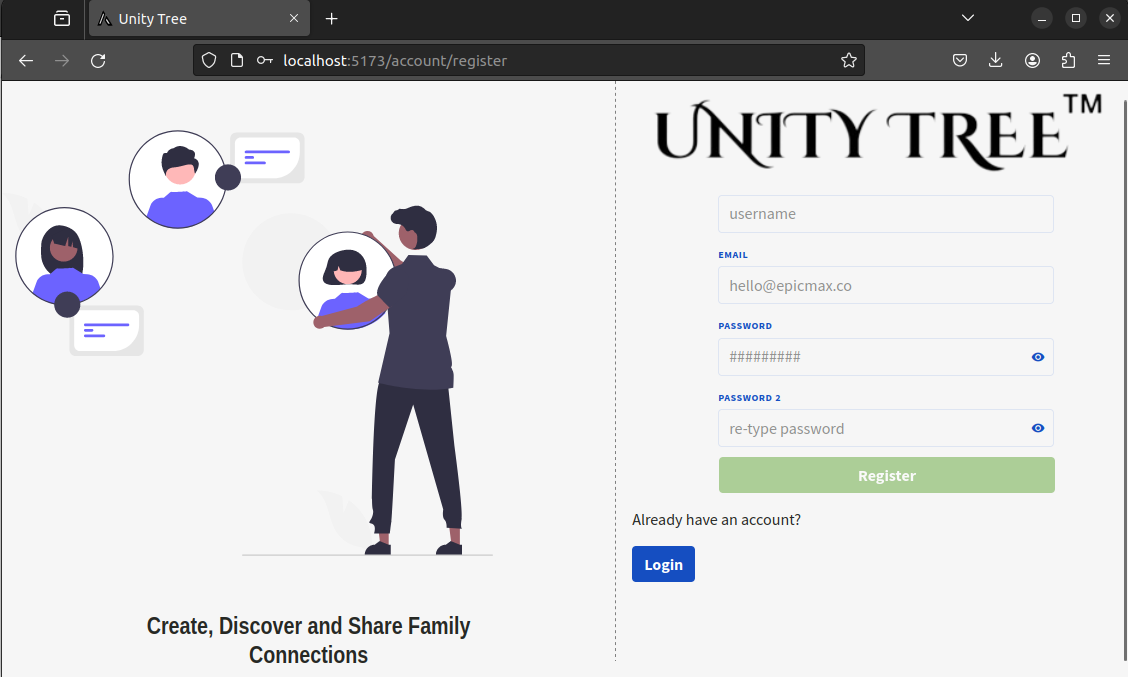 Unity Tree
localhost:5173/account/register
UNITY TREE™
username
EMAIL
hello@epicmax.co
PASSWORD
#########
PASSWORD 2
re-type password
Register
Already have an account?
Login
Create, Discover and Share Family
Connections